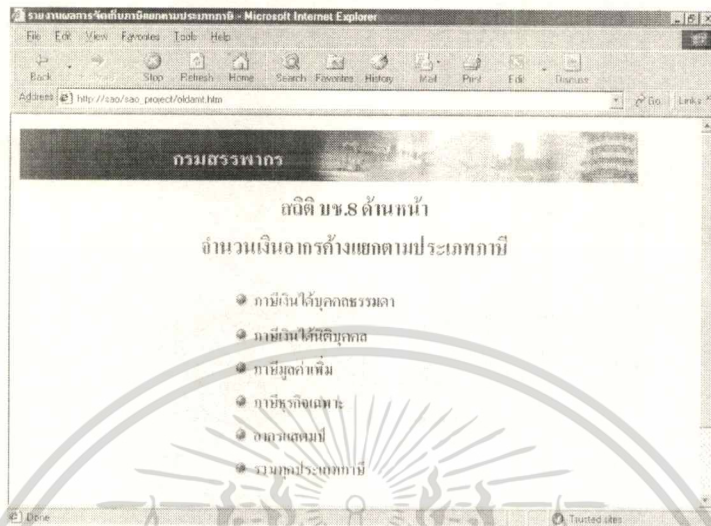 รายงานผลการจัดเก็บภาษีแยกตามประเภทภาษี - Microsoft Internet Explorer
File Edit View Favorites Tools Help
Back Stop Refresh Home Search Favorites History Mail Print Edit Discuss
Address http://sao/sao_project/oldamt.htm Go Links
กรมสรรพากร
สถิติ บช.8 ด้านหน้า
จำนวนเงินอากรค้างแยกตามประเภทภาษี
ภาษีเงินได้บุคคลธรรมดา
ภาษีเงินได้นิติบุคคล
ภาษีมูลค่าเพิ่ม
ภาษีธุรกิจเฉพาะ
อากรแสตมป์
รวมทุกประเภทภาษี
Done Trusted sites